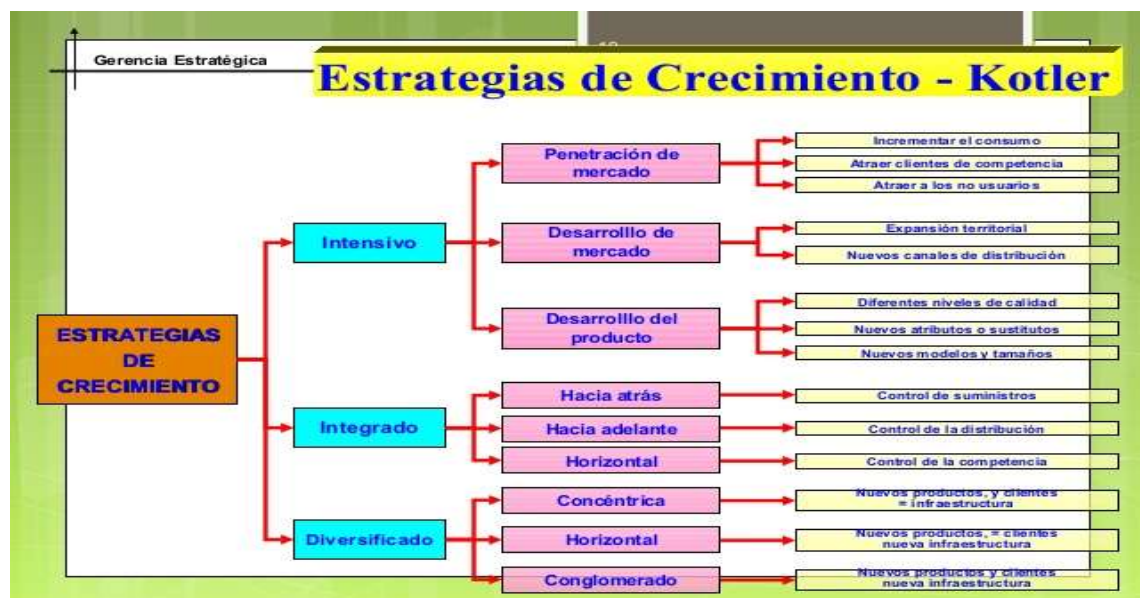 Gerencia Estratégica
Estrategias de Crecimiento - Kotler
ESTRATEGIAS
DE
CRECIMIENTO
Intensivo
Penetración de
mercado
Incrementar el consumo
Atraer clientes de competencia
Atraer a los no usuarios
Desarrolllo de
mercado
Expansión territorial
Nuevos canales de distribución
Desarrolllo del
producto
Diferentes niveles de calidad
Nuevos atributos o sustitutos
Nuevos modelos y tamaños
Integrado
Hacia atrás
Control de suministros
Hacia adelante
Control de la distribución
Horizontal
Control de la competencia
Diversificado
Concéntrica
Nuevos productos, y clientes
= infraestructura
Horizontal
Nuevos productos, = clientes
nueva infraestructura
Conglomerado
Nuevos productos y clientes
nueva infraestructura